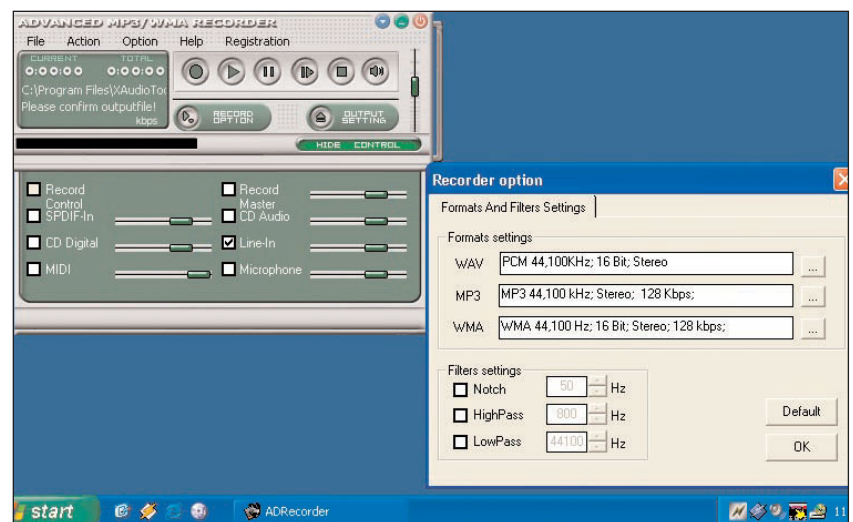 ADVANCED MP3/WMA RECORDER
File Action Option Help Registration
CURRENT TOTAL
0:00:00 0:00:00
C:\Program Files\XAudioToo
Please confirm outputfile!
kbps
RECORD OPTION
OUTPUT SETTING
HIDE CONTROL
Record Control
Record Master
SPDIF-In
CD Audio
CD Digital
Line-In
MIDI
Microphone
Recorder option
Formats And Filters Settings
Formats settings
WAV PCM 44,100KHz; 16 Bit; Stereo ...
MP3 MP3 44,100 kHz; Stereo; 128 Kbps; ...
WMA WMA 44,100 Hz; 16 Bit; Stereo; 128 kbps; ...
Filters settings
Notch 50 Hz
HighPass 800 Hz
LowPass 44100 Hz
Default
OK
start
ADRecorder
11